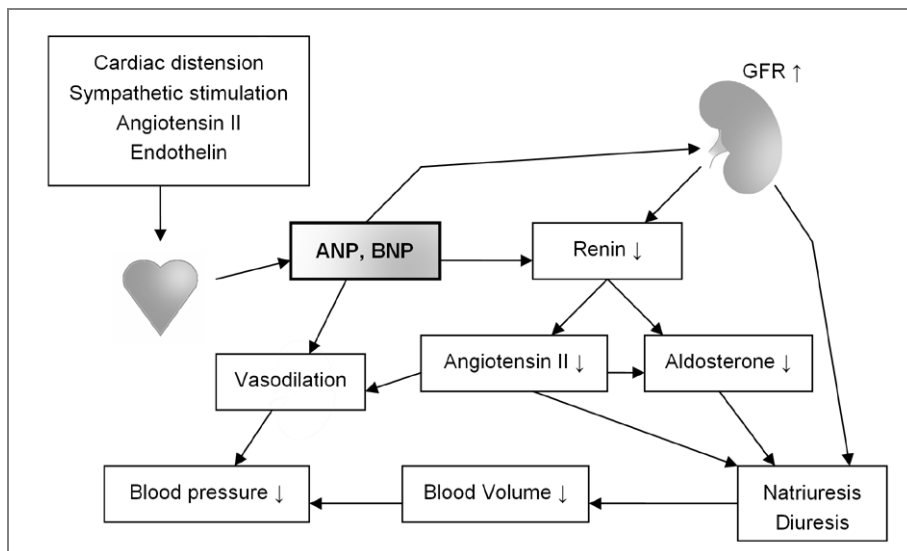 Cardiac distension
Sympathetic stimulation
Angiotensin II
Endothelin
GFR ↑
ANP, BNP
Renin ↓
Vasodilation
Angiotensin II ↓
Aldosterone ↓
Blood pressure ↓
Blood Volume ↓
Natriuresis
Diuresis